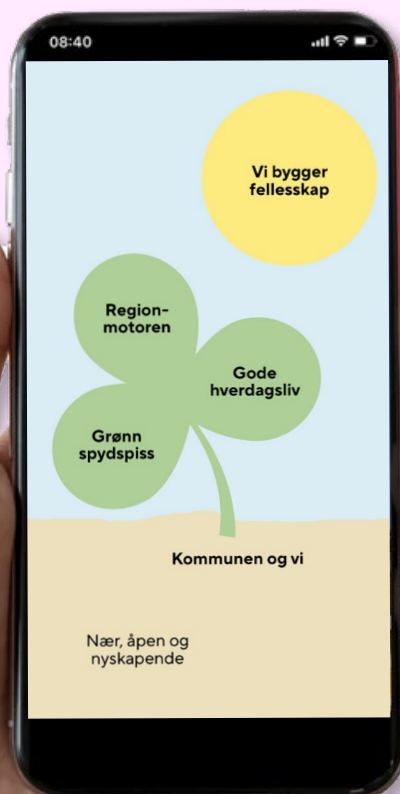 08:40
Vi bygger
fellesskap
Region-
motoren
Gode
hverdagsliv
Grønn
spydspiss
Kommunen og vi
Nær, åpen og
nyskapende